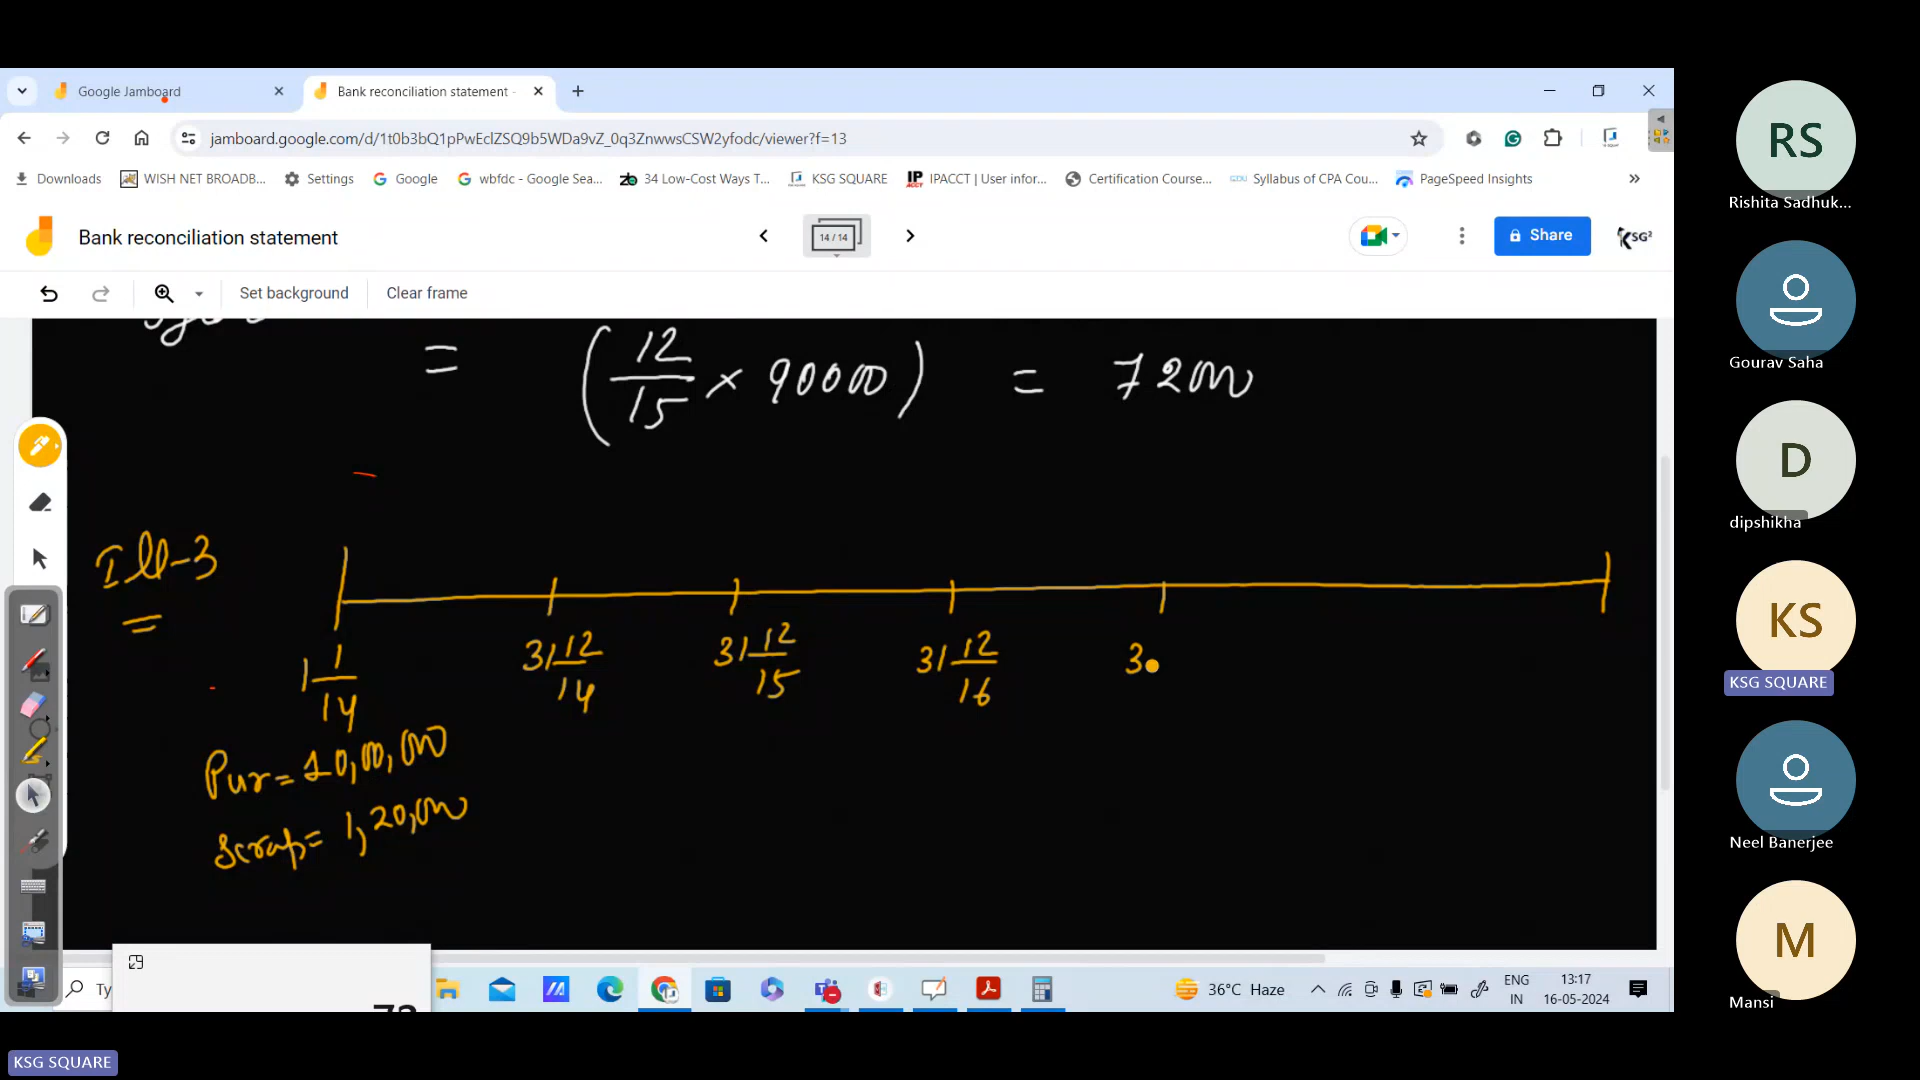 Google Jamboard
Bank reconciliation statement -
jamboard.google.com/d/1t0b3bQ1pPwEclZSQ9b5WDa9vZ_0q3ZnwwsCSW2yfodc/viewer?f=13
Downloads WISH NET BROADB... Settings Google wbfdc - Google Sea... 34 Low-Cost Ways T... KSG SQUARE IPACCT | User infor... Certification Course... Syllabus of CPA Cou... PageSpeed Insights
Bank reconciliation statement
14 / 14
Share
KSG²
Set background Clear frame
= (12/15 × 90000) = 72000
Ill-3
1 1/14 31 12/14 31 12/15 31 12/16 3
Pur = 10,00,000
Scrap = 1,20,000
Ty
36°C Haze
ENG
IN
13:17
16-05-2024
RS
Rishita Sadhuk...
Gourav Saha
D
dipshikha
KS
KSG SQUARE
Neel Banerjee
M
Mansi
KSG SQUARE